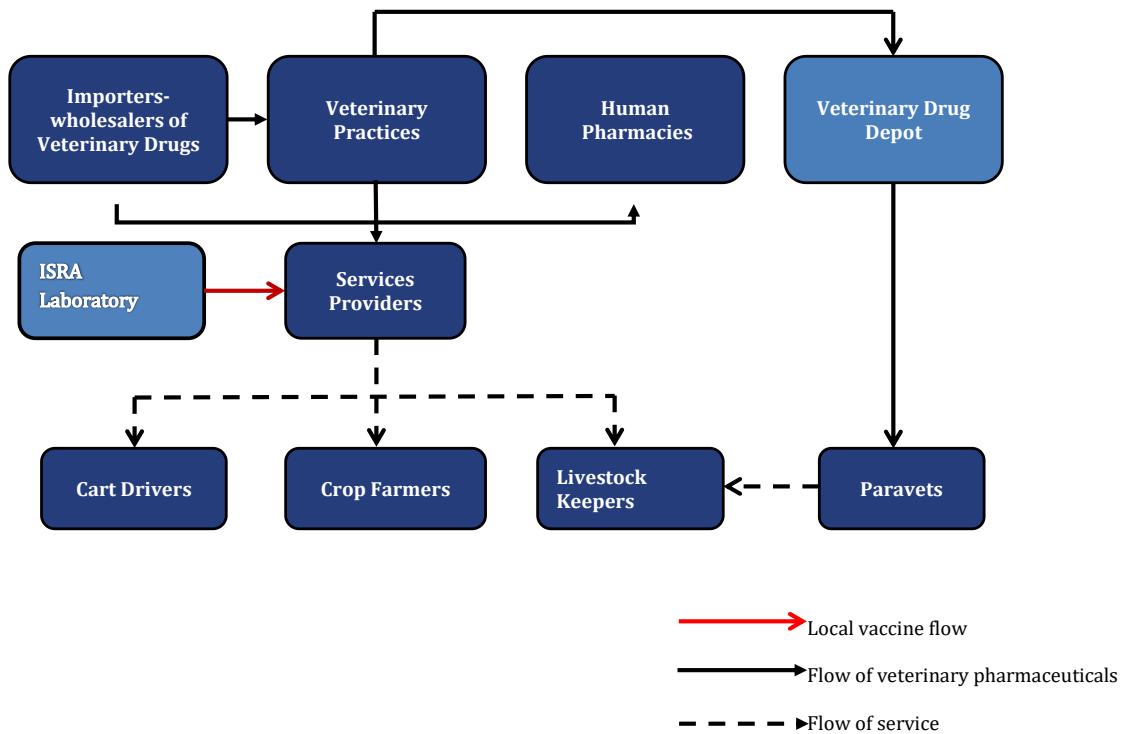 Importers-
wholesalers of
Veterinary Drugs
Veterinary
Practices
Human
Pharmacies
Veterinary Drug
Depot
ISRA
Laboratory
Services
Providers
Cart Drivers
Crop Farmers
Livestock
Keepers
Paravets
Local vaccine flow
Flow of veterinary pharmaceuticals
Flow of service